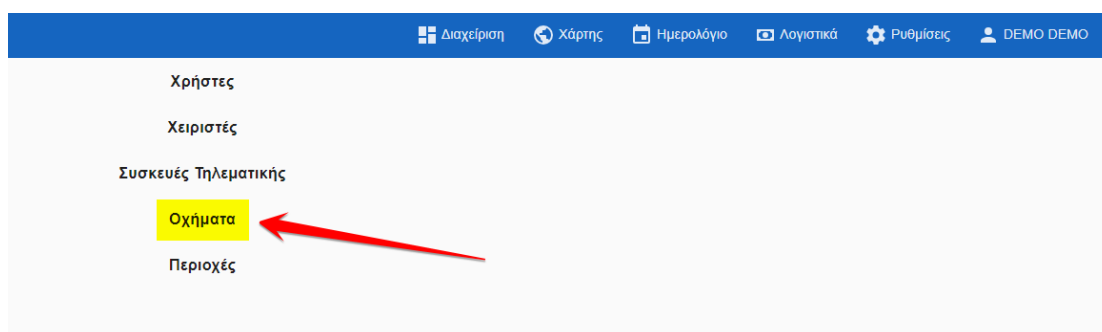 Διαχείριση Χάρτης Ημερολόγιο Λογιστικά Ρυθμίσεις DEMO DEMO
Χρήστες
Χειριστές
Συσκευές Τηλεματικής
Οχήματα
Περιοχές